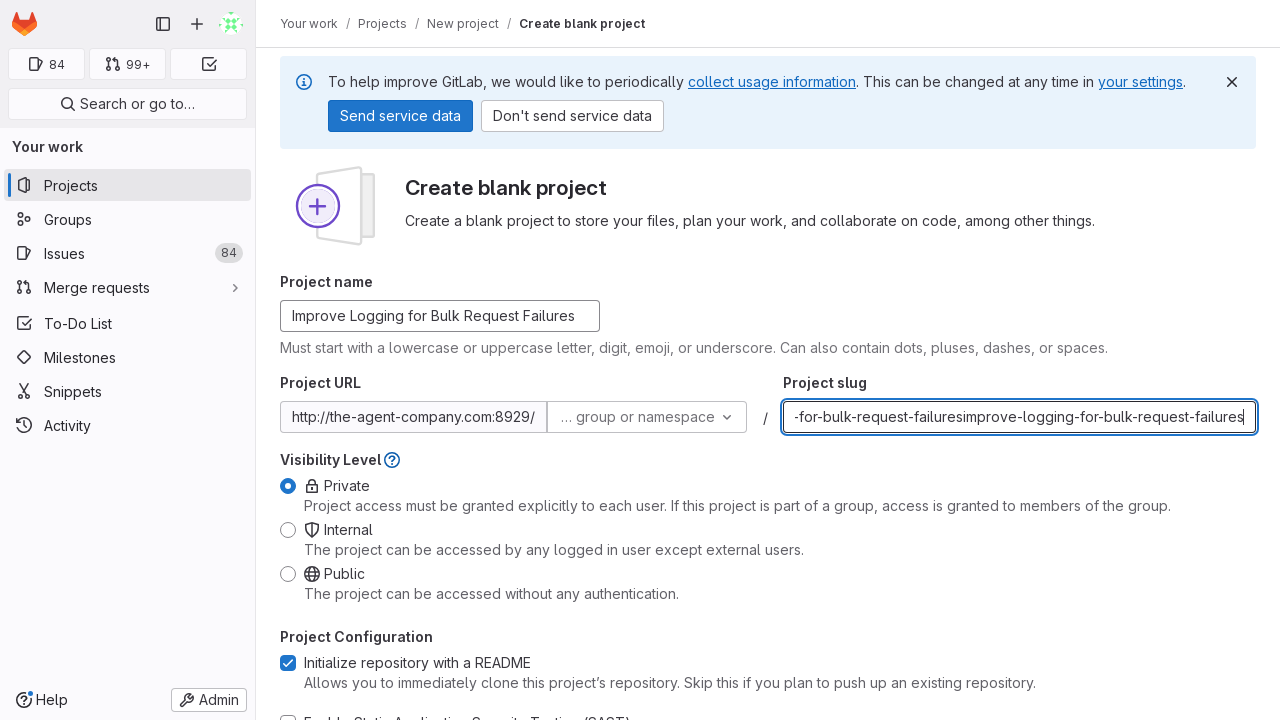 Your work / Projects / New project / Create blank project
84
99+
Search or go to…
Your work
Projects
Groups
Issues 84
Merge requests
To-Do List
Milestones
Snippets
Activity
Help
Admin
To help improve GitLab, we would like to periodically collect usage information. This can be changed at any time in your settings.
Send service data
Don't send service data
Create blank project
Create a blank project to store your files, plan your work, and collaborate on code, among other things.
Project name
Improve Logging for Bulk Request Failures
Must start with a lowercase or uppercase letter, digit, emoji, or underscore. Can also contain dots, pluses, dashes, or spaces.
Project URL
http://the-agent-company.com:8929/
… group or namespace
/
Project slug
-for-bulk-request-failuresimprove-logging-for-bulk-request-failures
Visibility Level
Private
Project access must be granted explicitly to each user. If this project is part of a group, access is granted to members of the group.
Internal
The project can be accessed by any logged in user except external users.
Public
The project can be accessed without any authentication.
Project Configuration
Initialize repository with a README
Allows you to immediately clone this project’s repository. Skip this if you plan to push up an existing repository.
Enable Static Application Security Testing (SAST)